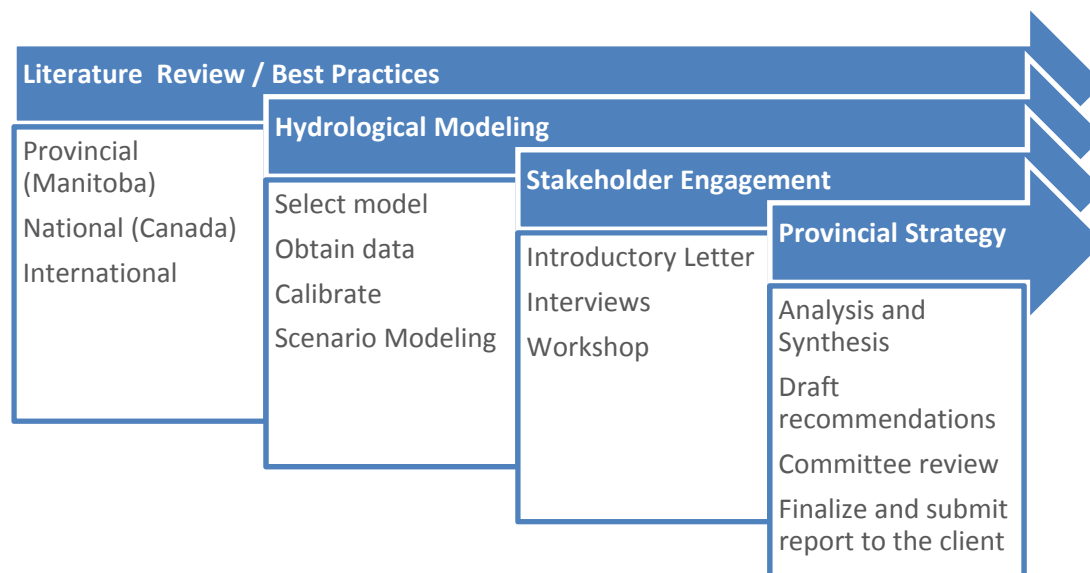 Literature Review / Best Practices
Provincial
(Manitoba)
National (Canada)
International
Hydrological Modeling
Select model
Obtain data
Calibrate
Scenario Modeling
Stakeholder Engagement
Introductory Letter
Interviews
Workshop
Provincial Strategy
Analysis and
Synthesis
Draft
recommendations
Committee review
Finalize and submit
report to the client